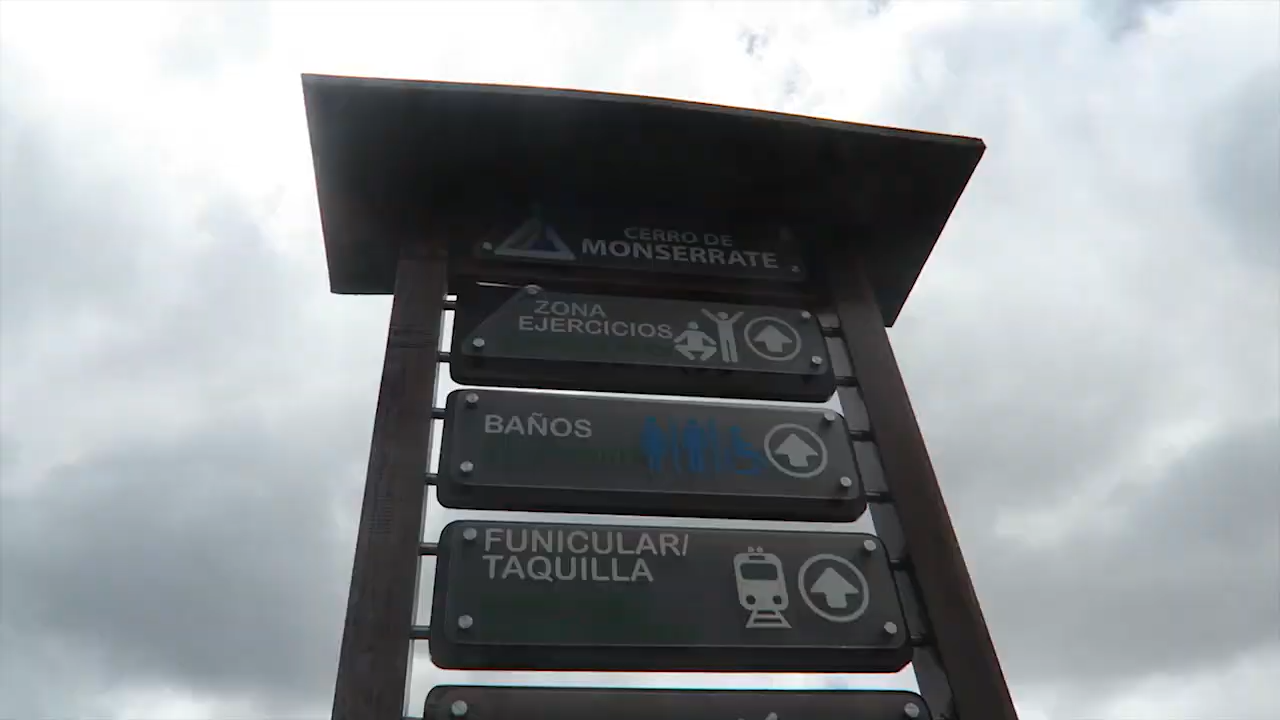 CERRO DE
MONSERRATE
ZONA
EJERCICIOS
BAÑOS
FUNICULAR/
TAQUILLA